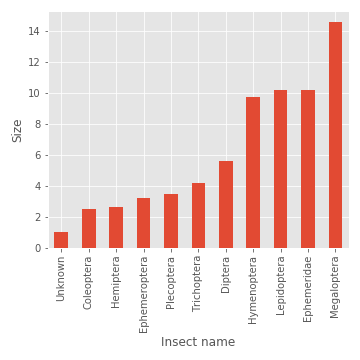 14
12
10
8
6
4
2
0
Size
Unknown
Coleoptera
Hemiptera
Ephemeroptera
Plecoptera
Trichoptera
Diptera
Hymenoptera
Lepidoptera
Ephemeridae
Megaloptera
Insect name